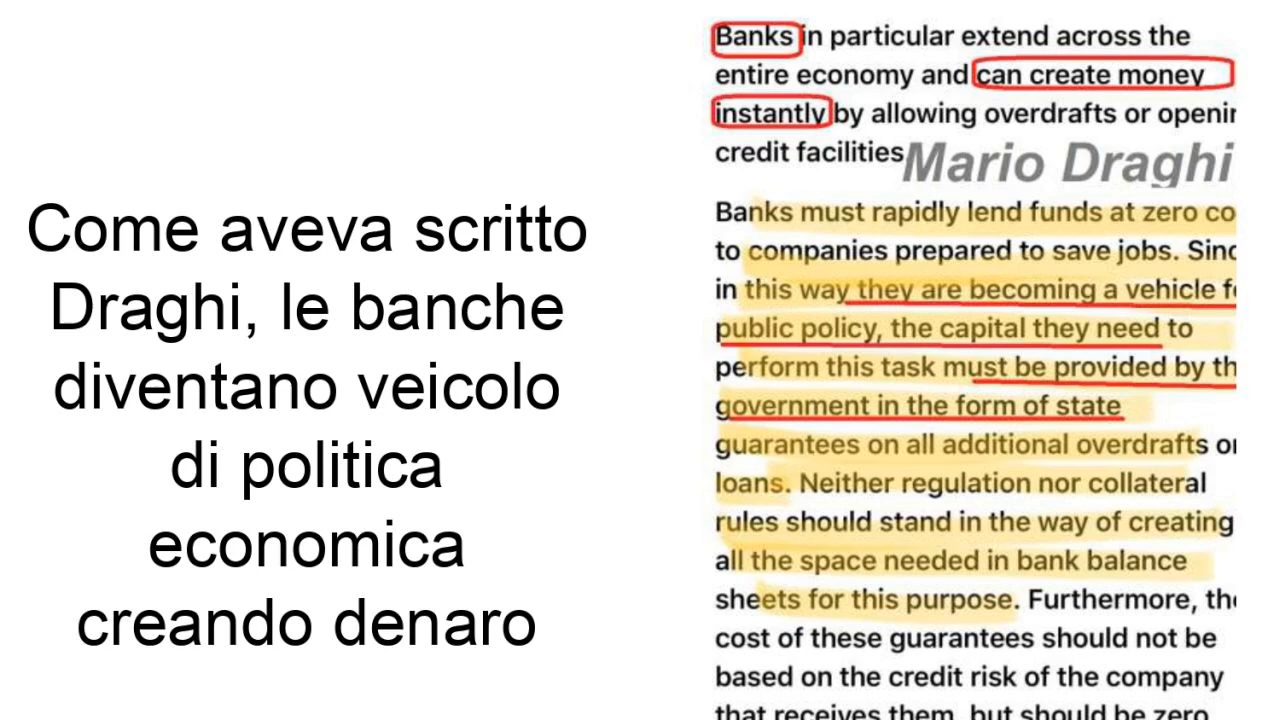 Come aveva scritto
Draghi, le banche
diventano veicolo
di politica
economica
creando denaro
Banks in particular extend across the
entire economy and can create money
instantly by allowing overdrafts or openin
credit facilities
Mario Draghi
Banks must rapidly lend funds at zero co
to companies prepared to save jobs. Sinc
in this way they are becoming a vehicle f
public policy, the capital they need to
perform this task must be provided by th
government in the form of state
guarantees on all additional overdrafts or
loans. Neither regulation nor collateral
rules should stand in the way of creating
all the space needed in bank balance
sheets for this purpose. Furthermore, the
cost of these guarantees should not be
based on the credit risk of the company
that receives them, but should be zero